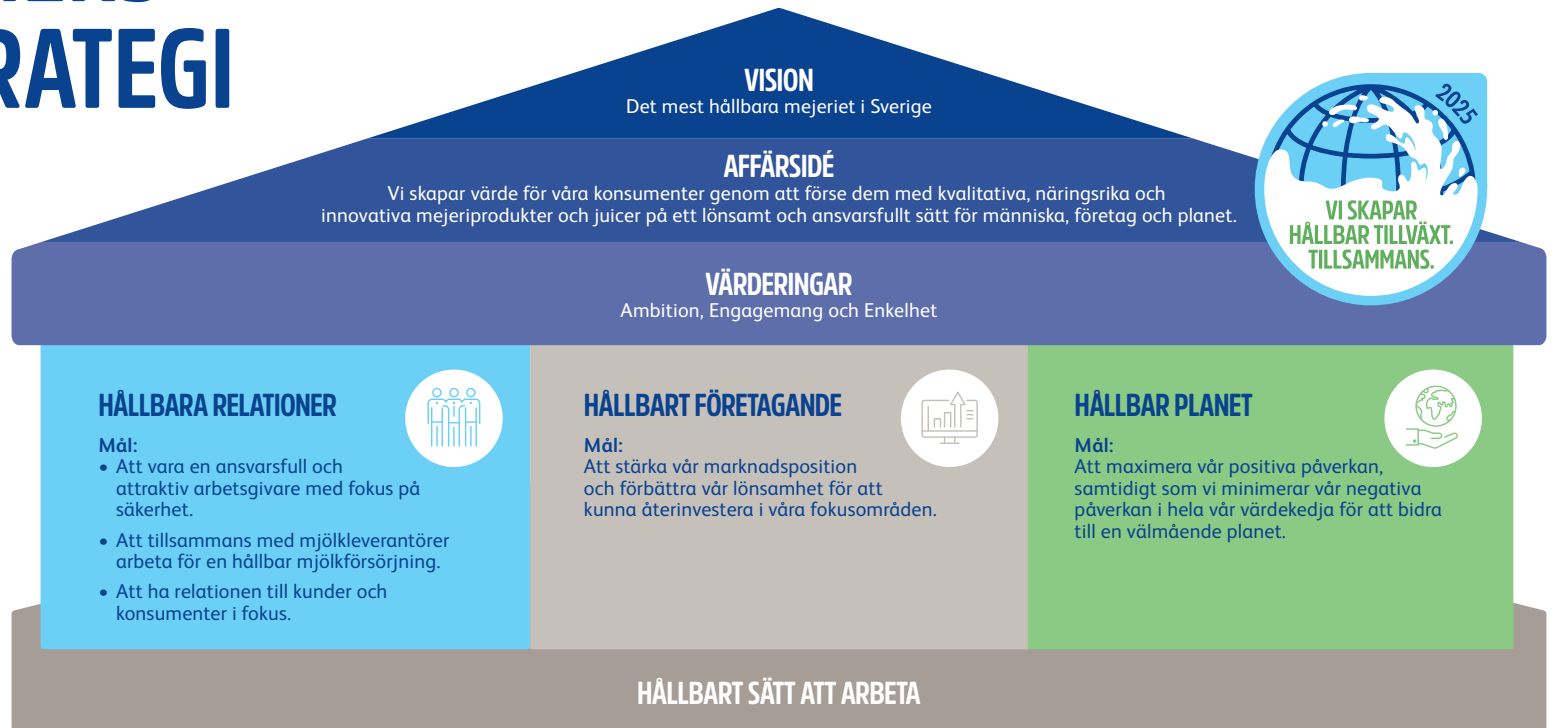 RATEGI
VISION
Det mest hållbara mejeriet i Sverige
AFFÄRSIDÉ
Vi skapar värde för våra konsumenter genom att förse dem med kvalitativa, näringsrika och
innovativa mejeriprodukter och juicer på ett lönsamt och ansvarsfullt sätt för människa, företag och planet.
2025
VI SKAPAR
HÅLLBAR TILLVÄXT.
TILLSAMMANS.
VÄRDERINGAR
Ambition, Engagemang och Enkelhet
HÅLLBARA RELATIONER
Mål:
• Att vara en ansvarsfull och
attraktiv arbetsgivare med fokus på
säkerhet.
• Att tillsammans med mjölkleverantörer
arbeta för en hållbar mjölkförsörjning.
• Att ha relationen till kunder och
konsumenter i fokus.
HÅLLBART FÖRETAGANDE
Mål:
Att stärka vår marknadsposition
och förbättra vår lönsamhet för att
kunna återinvestera i våra fokusområden.
HÅLLBAR PLANET
Mål:
Att maximera vår positiva påverkan,
samtidigt som vi minimerar vår negativa
påverkan i hela vår värdekedja för att bidra
till en välmående planet.
HÅLLBART SÄTT ATT ARBETA